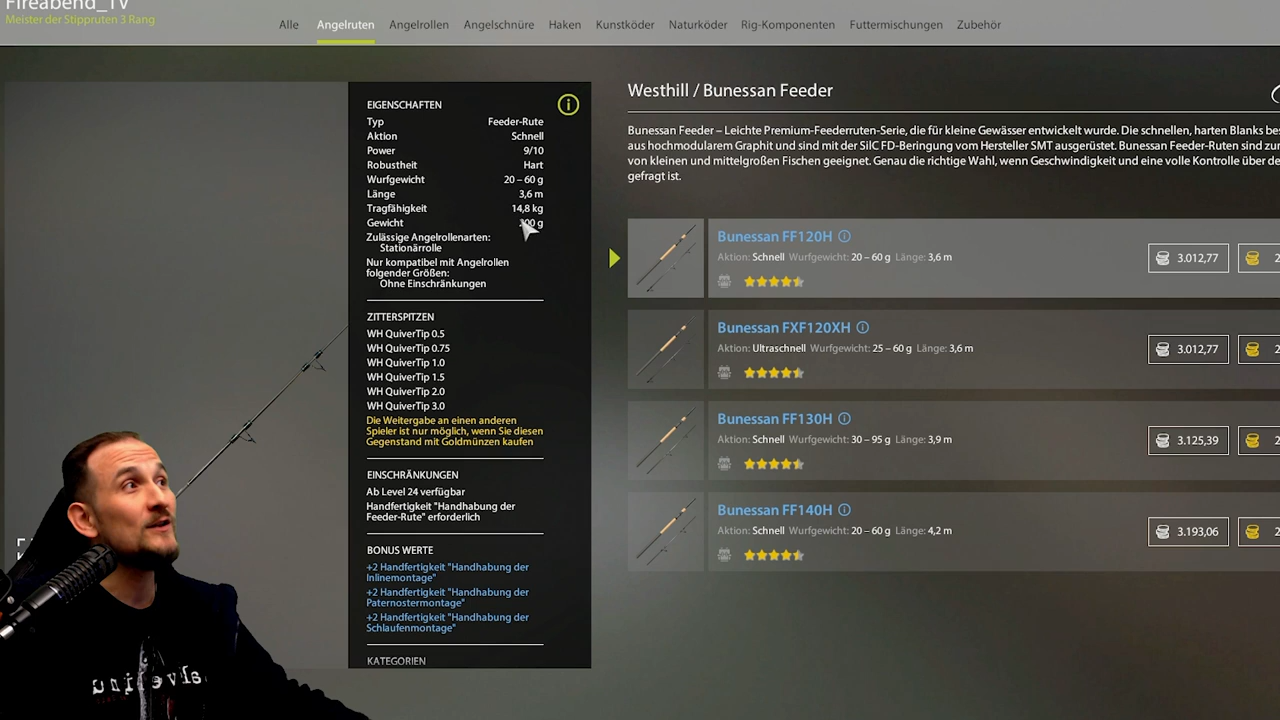 Fireabend_TV
Meister der Stippruten 3 Rang
Alle Angelruten Angelrollen Angelschnüre Haken Kunstköder Naturköder Rig-Komponenten Futtermischungen Zubehör
EIGENSCHAFTEN
Typ Feeder-Rute
Aktion Schnell
Power 9/10
Robustheit Hart
Wurfgewicht 20 – 60 g
Länge 3,6 m
Tragfähigkeit 14,8 kg
Gewicht g
Zulässige Angelrollenarten:
Stationärrolle
Nur kompatibel mit Angelrollen
folgender Größen:
Ohne Einschränkungen
ZITTERSPITZEN
WH QuiverTip 0.5
WH QuiverTip 0.75
WH QuiverTip 1.0
WH QuiverTip 1.5
WH QuiverTip 2.0
WH QuiverTip 3.0
Die Weitergabe an einen anderen
Spieler ist nur möglich, wenn Sie diesen
Gegenstand mit Goldmünzen kaufen
EINSCHRÄNKUNGEN
Ab Level 24 verfügbar
Handfertigkeit "Handhabung der
Feeder-Rute" erforderlich
BONUS WERTE
+2 Handfertigkeit "Handhabung der
Inlinemontage"
+2 Handfertigkeit "Handhabung der
Paternostermontage"
+2 Handfertigkeit "Handhabung der
Schlaufenmontage"
KATEGORIEN
Westhill / Bunessan Feeder
Bunessan Feeder – Leichte Premium-Feederruten-Serie, die für kleine Gewässer entwickelt wurde. Die schnellen, harten Blanks be
aus hochmodularem Graphit und sind mit der SilC FD-Beringung vom Hersteller SMT ausgerüstet. Bunessan Feeder-Ruten sind zu
von kleinen und mittelgroßen Fischen geeignet. Genau die richtige Wahl, wenn Geschwindigkeit und eine volle Kontrolle über de
gefragt ist.
Bunessan FF120H
Aktion: Schnell Wurfgewicht: 20 – 60 g Länge: 3,6 m
3.012,77 2
Bunessan FXF120XH
Aktion: Ultraschnell Wurfgewicht: 25 – 60 g Länge: 3,6 m
3.012,77 2
Bunessan FF130H
Aktion: Schnell Wurfgewicht: 30 – 95 g Länge: 3,9 m
3.125,39 2
Bunessan FF140H
Aktion: Schnell Wurfgewicht: 20 – 60 g Länge: 4,2 m
3.193,06 2